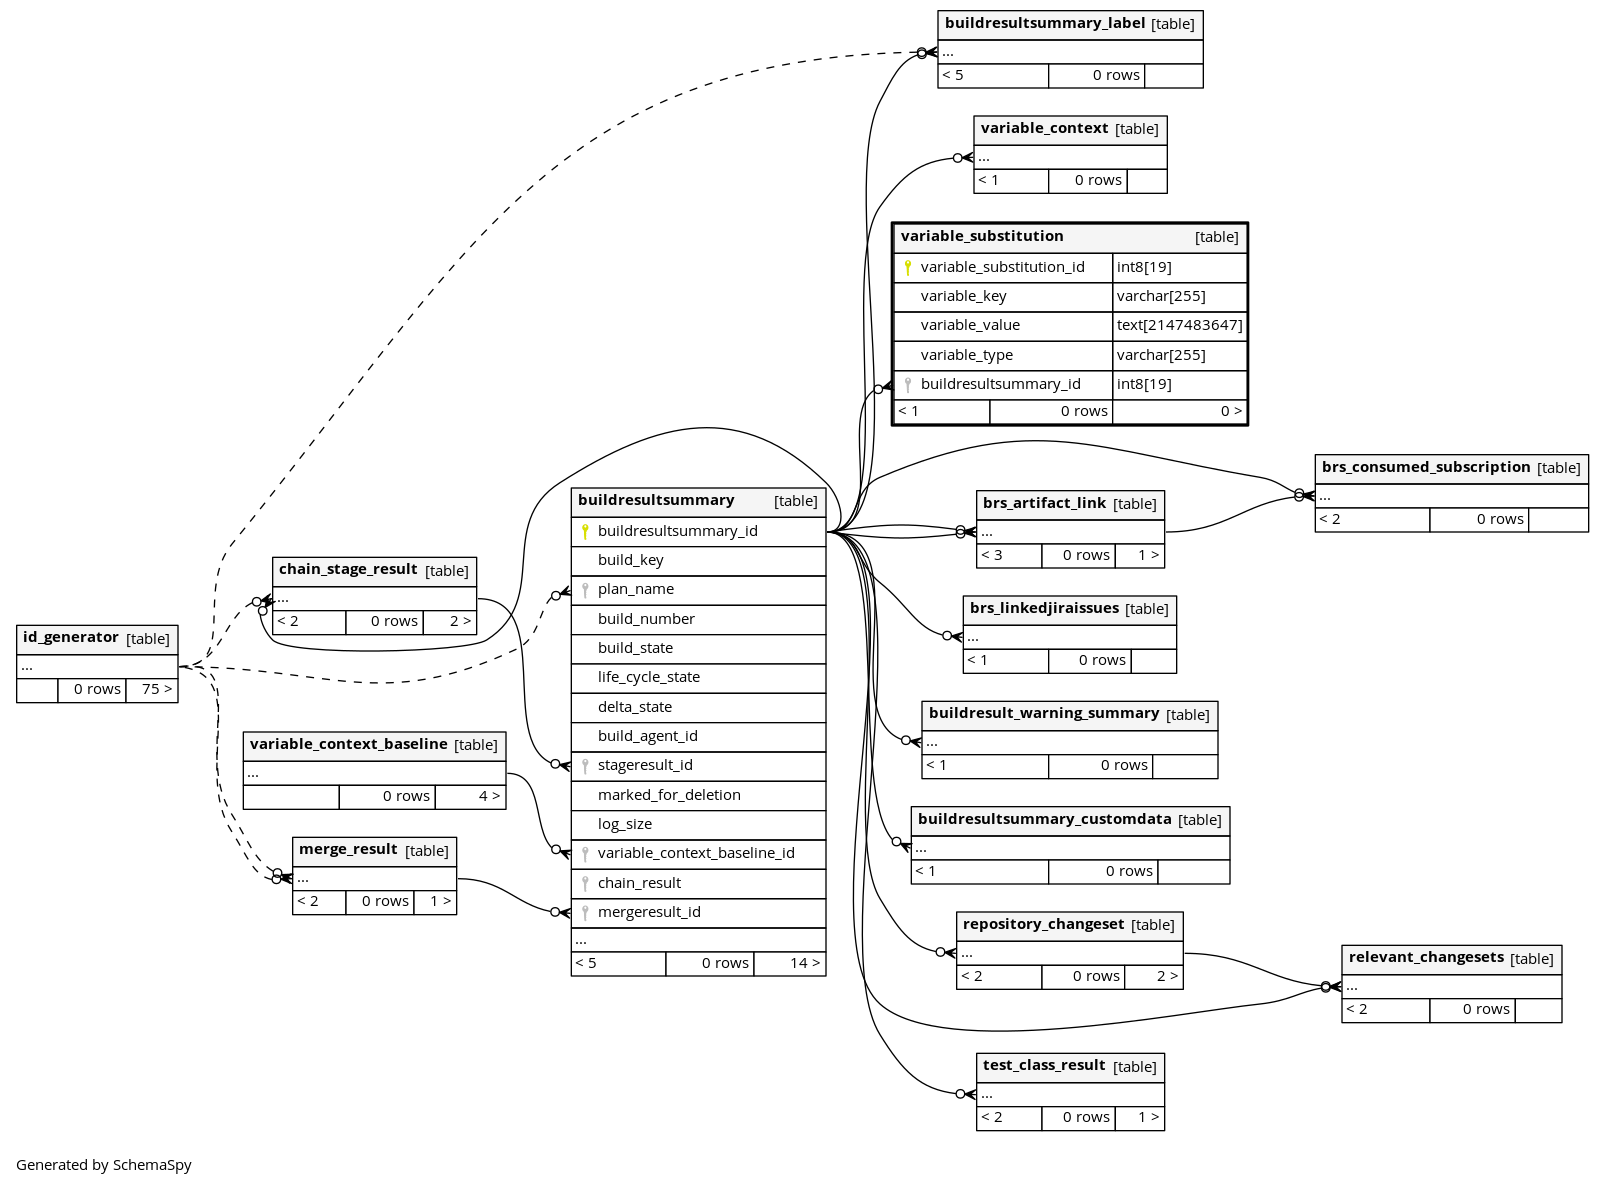 buildresultsummary_label [table]
...
< 5 0 rows
variable_context [table]
...
< 1 0 rows
variable_substitution [table]
variable_substitution_id int8[19]
variable_key varchar[255]
variable_value text[2147483647]
variable_type varchar[255]
buildresultsummary_id int8[19]
< 1 0 rows 0 >
brs_consumed_subscription [table]
...
< 2 0 rows
brs_artifact_link [table]
...
< 3 0 rows 1 >
buildresultsummary [table]
buildresultsummary_id
build_key
plan_name
build_number
build_state
life_cycle_state
delta_state
build_agent_id
stageresult_id
marked_for_deletion
log_size
variable_context_baseline_id
chain_result
mergeresult_id
...
< 5 0 rows 14 >
chain_stage_result [table]
...
< 2 0 rows 2 >
id_generator [table]
...
0 rows 75 >
variable_context_baseline [table]
...
0 rows 4 >
merge_result [table]
...
< 2 0 rows 1 >
brs_linkedjiraissues [table]
...
< 1 0 rows
buildresult_warning_summary [table]
...
< 1 0 rows
buildresultsummary_customdata [table]
...
< 1 0 rows
repository_changeset [table]
...
< 2 0 rows 2 >
relevant_changesets [table]
...
< 2 0 rows
test_class_result [table]
...
< 2 0 rows 1 >
Generated by SchemaSpy